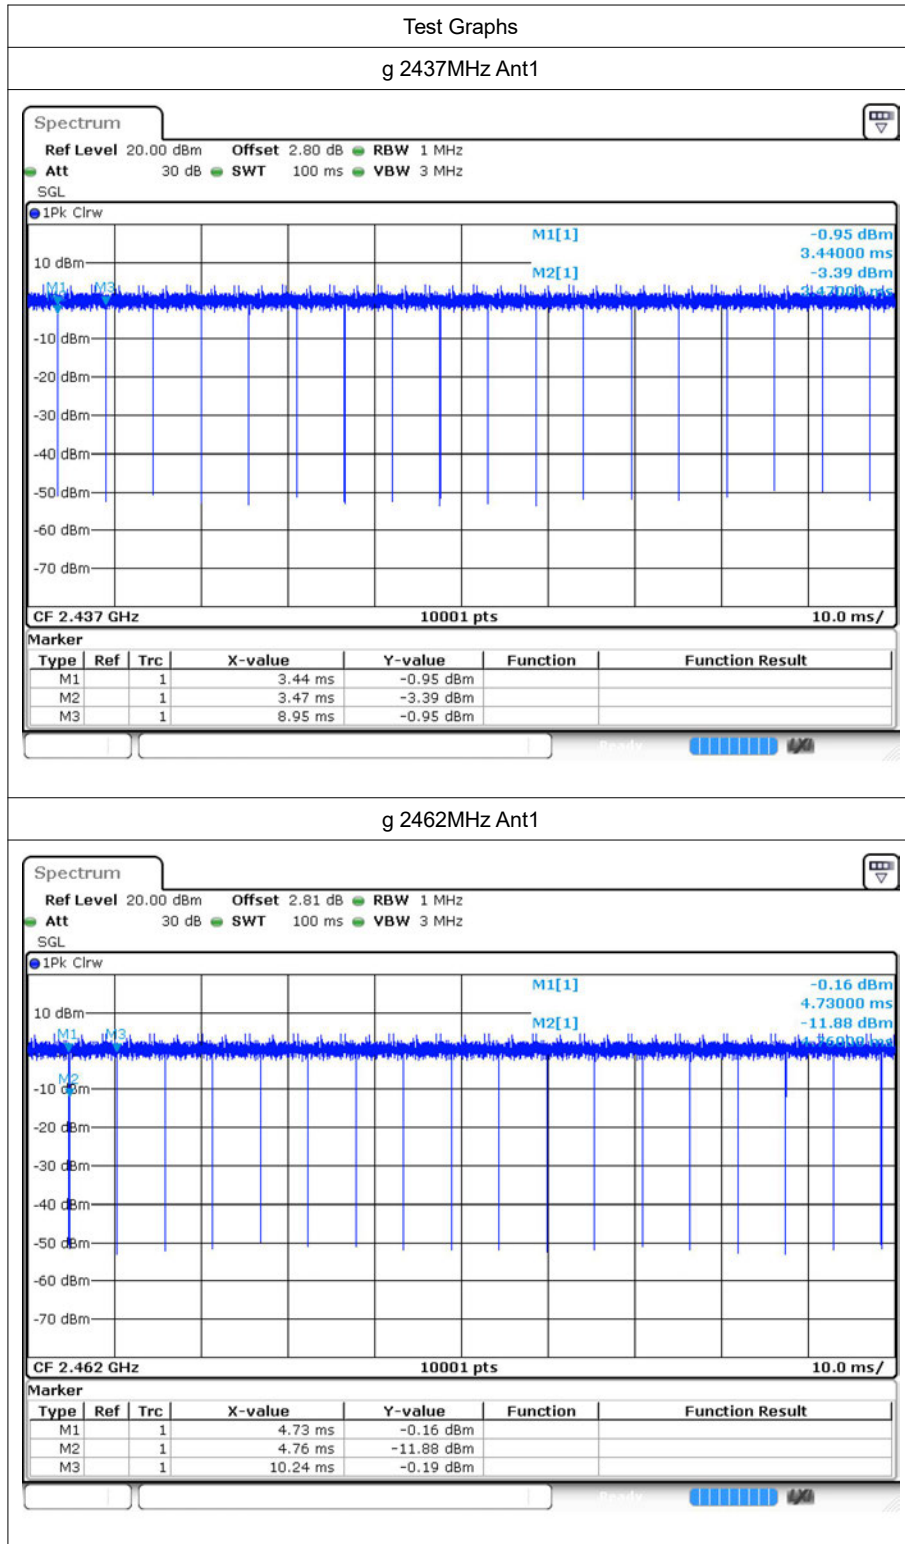 Test Graphs
g 2437MHz Ant1
Spectrum
Ref Level 20.00 dBm Offset 2.80 dB RBW 1 MHz
Att 30 dB SWT 100 ms VBW 3 MHz
SGL
1Pk Clrw
M1[1] -0.95 dBm
3.44000 ms
10 dBm
M2[1] -3.39 dBm
3.47000 ms
M1 M3
-10 dBm
-20 dBm
-30 dBm
-40 dBm
-50 dBm
-60 dBm
-70 dBm
CF 2.437 GHz 10001 pts 10.0 ms/
Marker
Type Ref Trc X-value Y-value Function Function Result
M1 1 3.44 ms -0.95 dBm
M2 1 3.47 ms -3.39 dBm
M3 1 8.95 ms -0.95 dBm
Ready
g 2462MHz Ant1
Spectrum
Ref Level 20.00 dBm Offset 2.81 dB RBW 1 MHz
Att 30 dB SWT 100 ms VBW 3 MHz
SGL
1Pk Clrw
M1[1] -0.16 dBm
4.73000 ms
10 dBm
M2[1] -11.88 dBm
4.76000 ms
M1 M3
M2
-10 dBm
-20 dBm
-30 dBm
-40 dBm
-50 dBm
-60 dBm
-70 dBm
CF 2.462 GHz 10001 pts 10.0 ms/
Marker
Type Ref Trc X-value Y-value Function Function Result
M1 1 4.73 ms -0.16 dBm
M2 1 4.76 ms -11.88 dBm
M3 1 10.24 ms -0.19 dBm
Ready